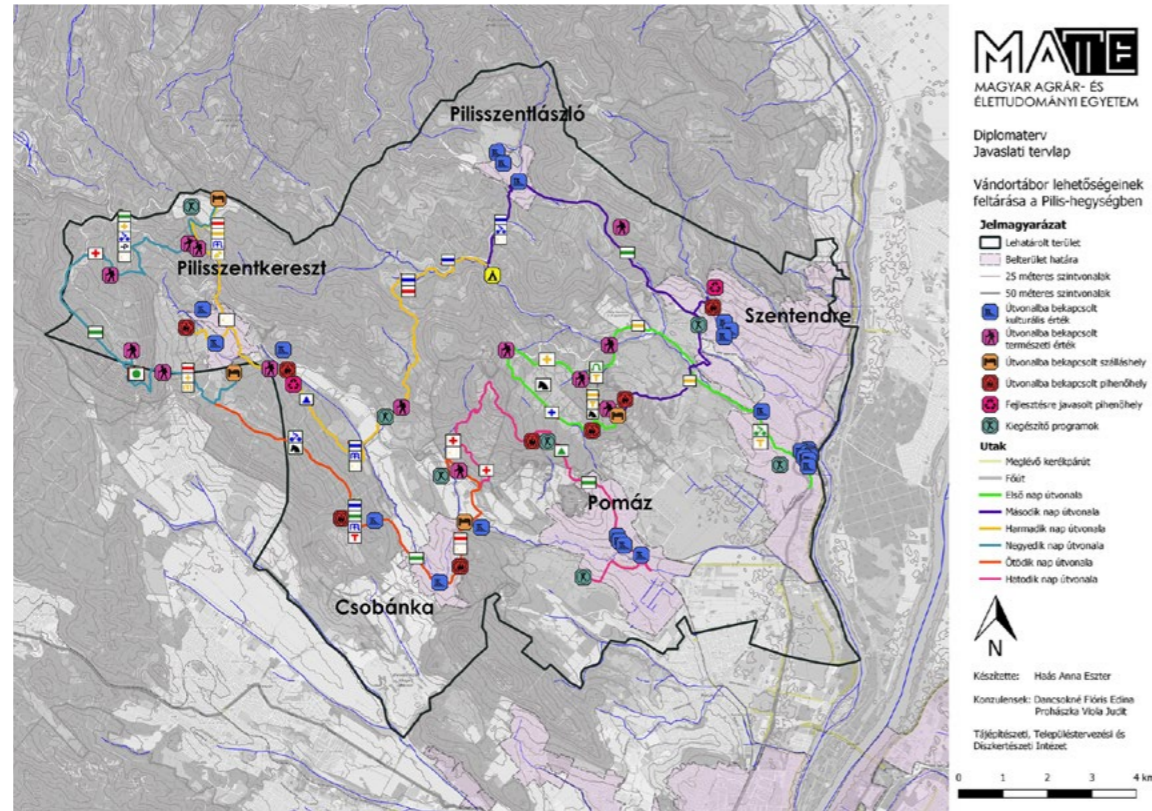 Pilisszentlászló
Szentendre
Pilisszentkereszt
Pomáz
Csobánka
MATE
MAGYAR AGRÁR- ÉS
ÉLETTUDOMÁNYI EGYETEM
Diplomaterv
Javaslati tervlap
Vándortábor lehetőségeinek
feltárása a Pilis-hegységben
Jelmagyarázat
Lehatárolt terület
Belterület határa
25 méteres szintvonalak
50 méteres szintvonalak
Útvonalba bekapcsolt
kulturális érték
Útvonalba bekapcsolt
természeti érték
Útvonalba bekapcsolt szálláshely
Útvonalba bekapcsolt pihenőhely
Fejlesztésre javasolt pihenőhely
Kiegészítő programok
Utak
Meglévő kerékpárút
Főút
Első nap útvonala
Második nap útvonala
Harmadik nap útvonala
Negyedik nap útvonala
Ötödik nap útvonala
Hatodik nap útvonala
N
Készítette: Haás Anna Eszter
Konzulensek: Dancsokné Fóris Edina
Prohászka Viola Judit
Tájépítészeti, Településtervezési és
Díszkertészeti Intézet
0 1 2 3 4 km